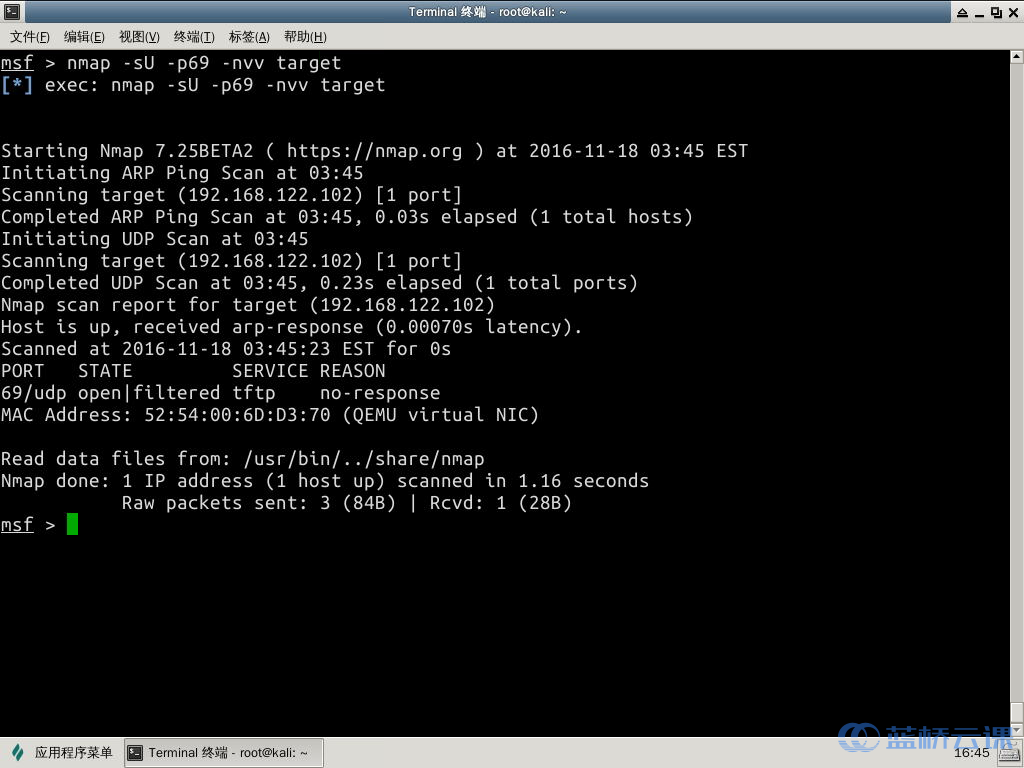 Terminal 终端 - root@kali: ~
文件(F) 编辑(E) 视图(V) 终端(T) 标签(A) 帮助(H)
msf > nmap -sU -p69 -nvv target
[*] exec: nmap -sU -p69 -nvv target
Starting Nmap 7.25BETA2 ( https://nmap.org ) at 2016-11-18 03:45 EST
Initiating ARP Ping Scan at 03:45
Scanning target (192.168.122.102) [1 port]
Completed ARP Ping Scan at 03:45, 0.03s elapsed (1 total hosts)
Initiating UDP Scan at 03:45
Scanning target (192.168.122.102) [1 port]
Completed UDP Scan at 03:45, 0.23s elapsed (1 total ports)
Nmap scan report for target (192.168.122.102)
Host is up, received arp-response (0.00070s latency).
Scanned at 2016-11-18 03:45:23 EST for 0s
PORT   STATE         SERVICE REASON
69/udp open|filtered tftp    no-response
MAC Address: 52:54:00:6D:D3:70 (QEMU virtual NIC)
Read data files from: /usr/bin/../share/nmap
Nmap done: 1 IP address (1 host up) scanned in 1.16 seconds
           Raw packets sent: 3 (84B) | Rcvd: 1 (28B)
msf >
蓝桥云课
应用程序菜单 Terminal 终端 - root@kali: ~ 16:45